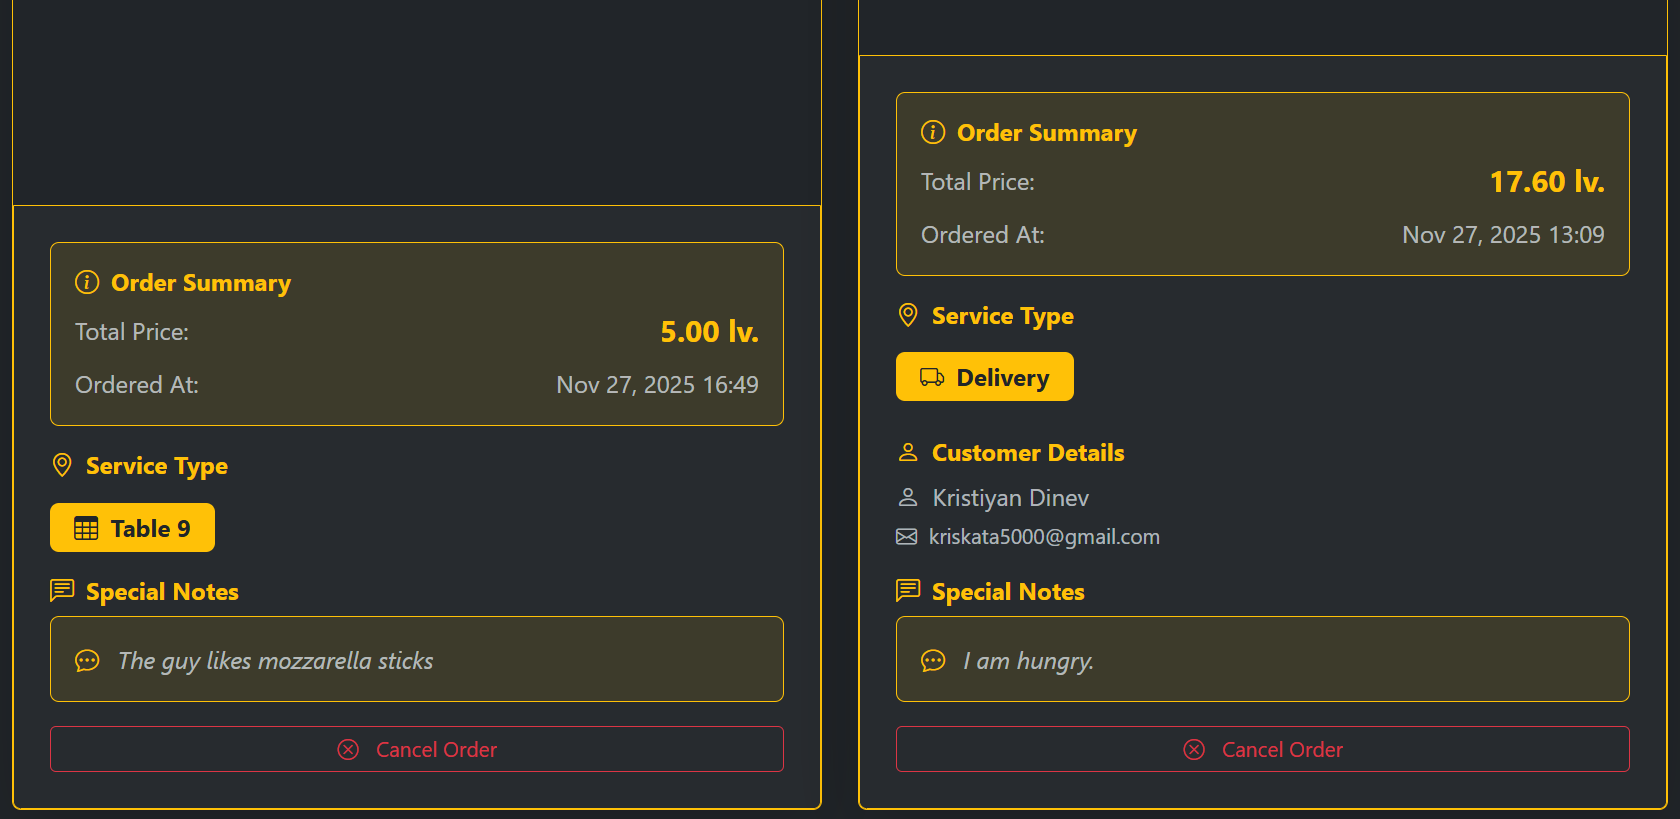 Order Summary
Total Price: 5.00 lv.
Ordered At: Nov 27, 2025 16:49
Service Type
Table 9
Special Notes
The guy likes mozzarella sticks
Cancel Order
Order Summary
Total Price: 17.60 lv.
Ordered At: Nov 27, 2025 13:09
Service Type
Delivery
Customer Details
Kristiyan Dinev
kriskata5000@gmail.com
Special Notes
I am hungry.
Cancel Order